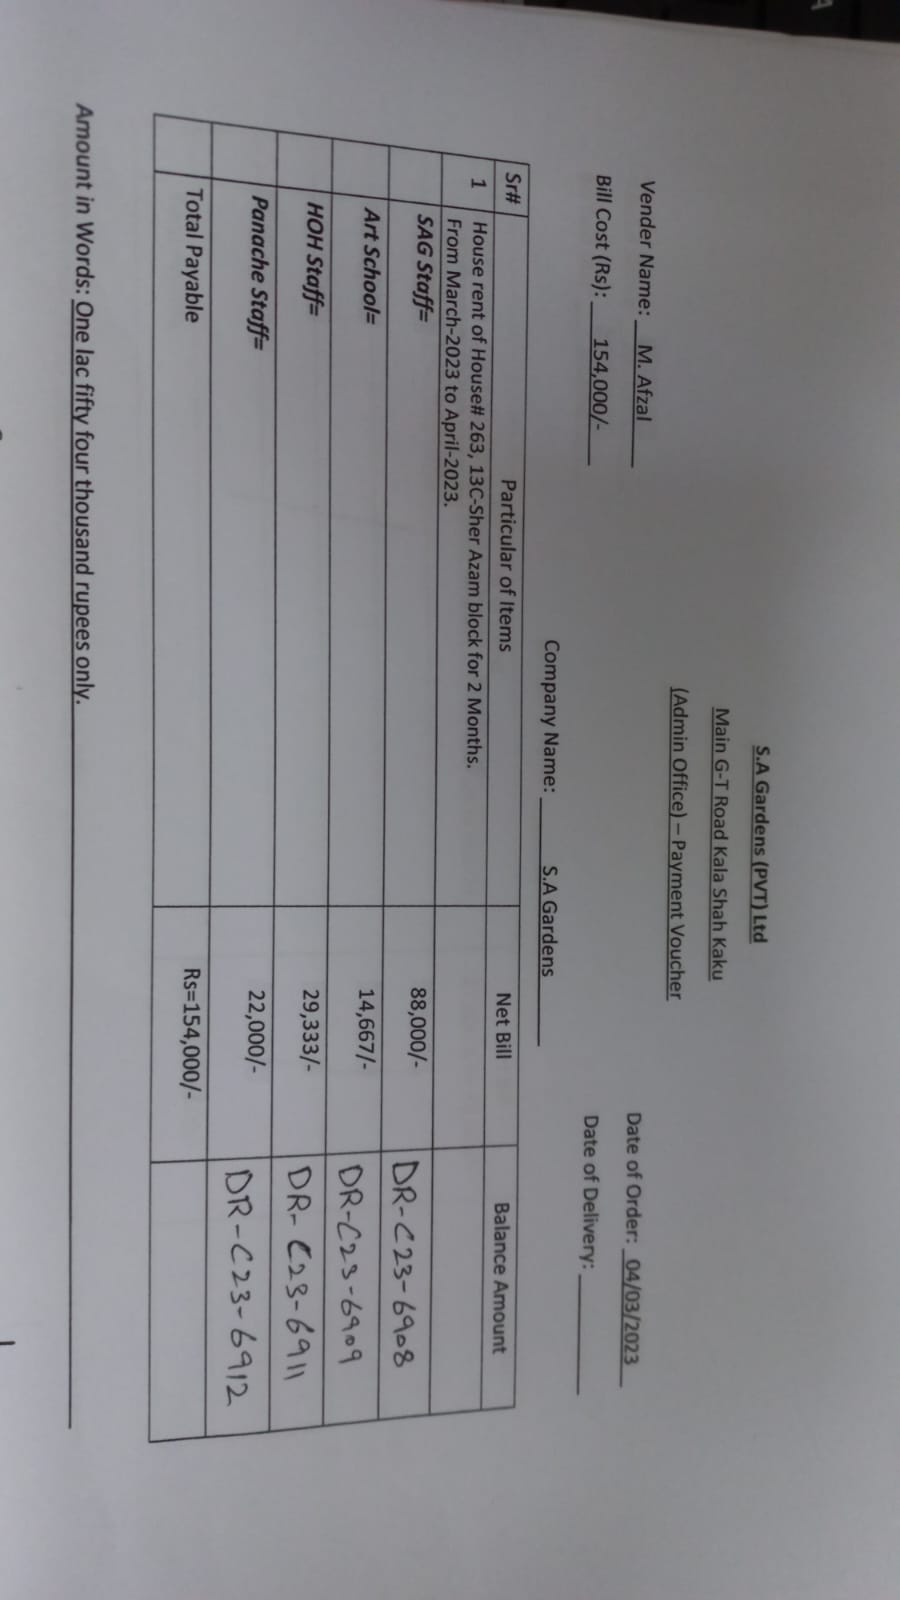 S.A Gardens (PVT) Ltd
Main G-T Road Kala Shah Kaku
(Admin Office) – Payment Voucher
Vender Name: M. Afzal Date of Order: 04/03/2023
Bill Cost (Rs): 154,000/- Date of Delivery:
Company Name: S.A Gardens
Sr# Particular of Items Net Bill Balance Amount
1 House rent of House# 263, 13C-Sher Azam block for 2 Months.
From March-2023 to April-2023.
SAG Staff= 88,000/- DR-C23-6908
Art School= 14,667/- DR-C23-6909
HOH Staff= 29,333/- DR-C23-6911
Panache Staff= 22,000/- DR-C23-6912
Total Payable Rs=154,000/-
Amount in Words: One lac fifty four thousand rupees only.